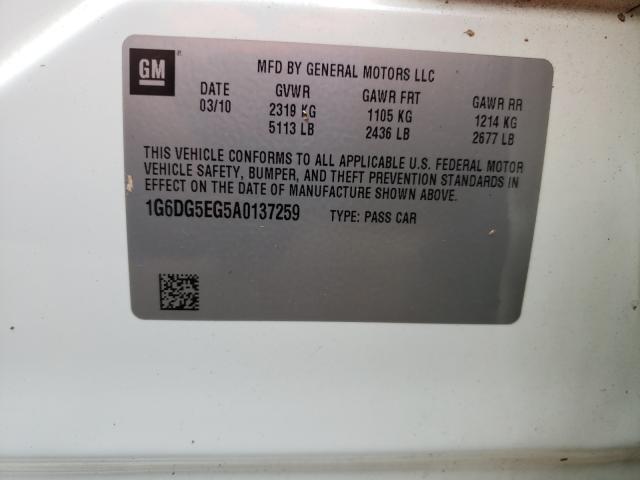 GM
MFD BY GENERAL MOTORS LLC
DATE GVWR GAWR FRT GAWR RR
03/10 2319 KG 1105 KG 1214 KG
5113 LB 2436 LB 2677 LB
THIS VEHICLE CONFORMS TO ALL APPLICABLE U.S. FEDERAL MOTOR
VEHICLE SAFETY, BUMPER, AND THEFT PREVENTION STANDARDS IN
EFFECT ON THE DATE OF MANUFACTURE SHOWN ABOVE.
1G6DG5EG5A0137259 TYPE: PASS CAR